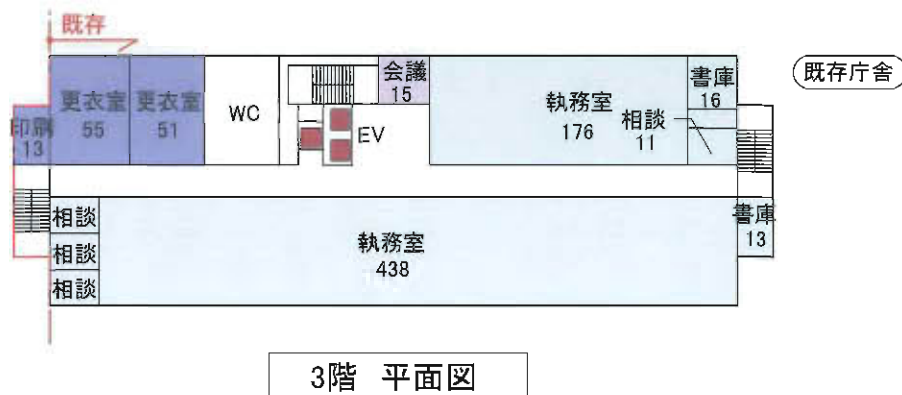 既存
既存庁舎
更衣室
55
更衣室
51
印刷
13
WC
EV
会議
15
執務室
176
相談
11
書庫
16
相談
相談
相談
執務室
438
書庫
13
3階 平面図